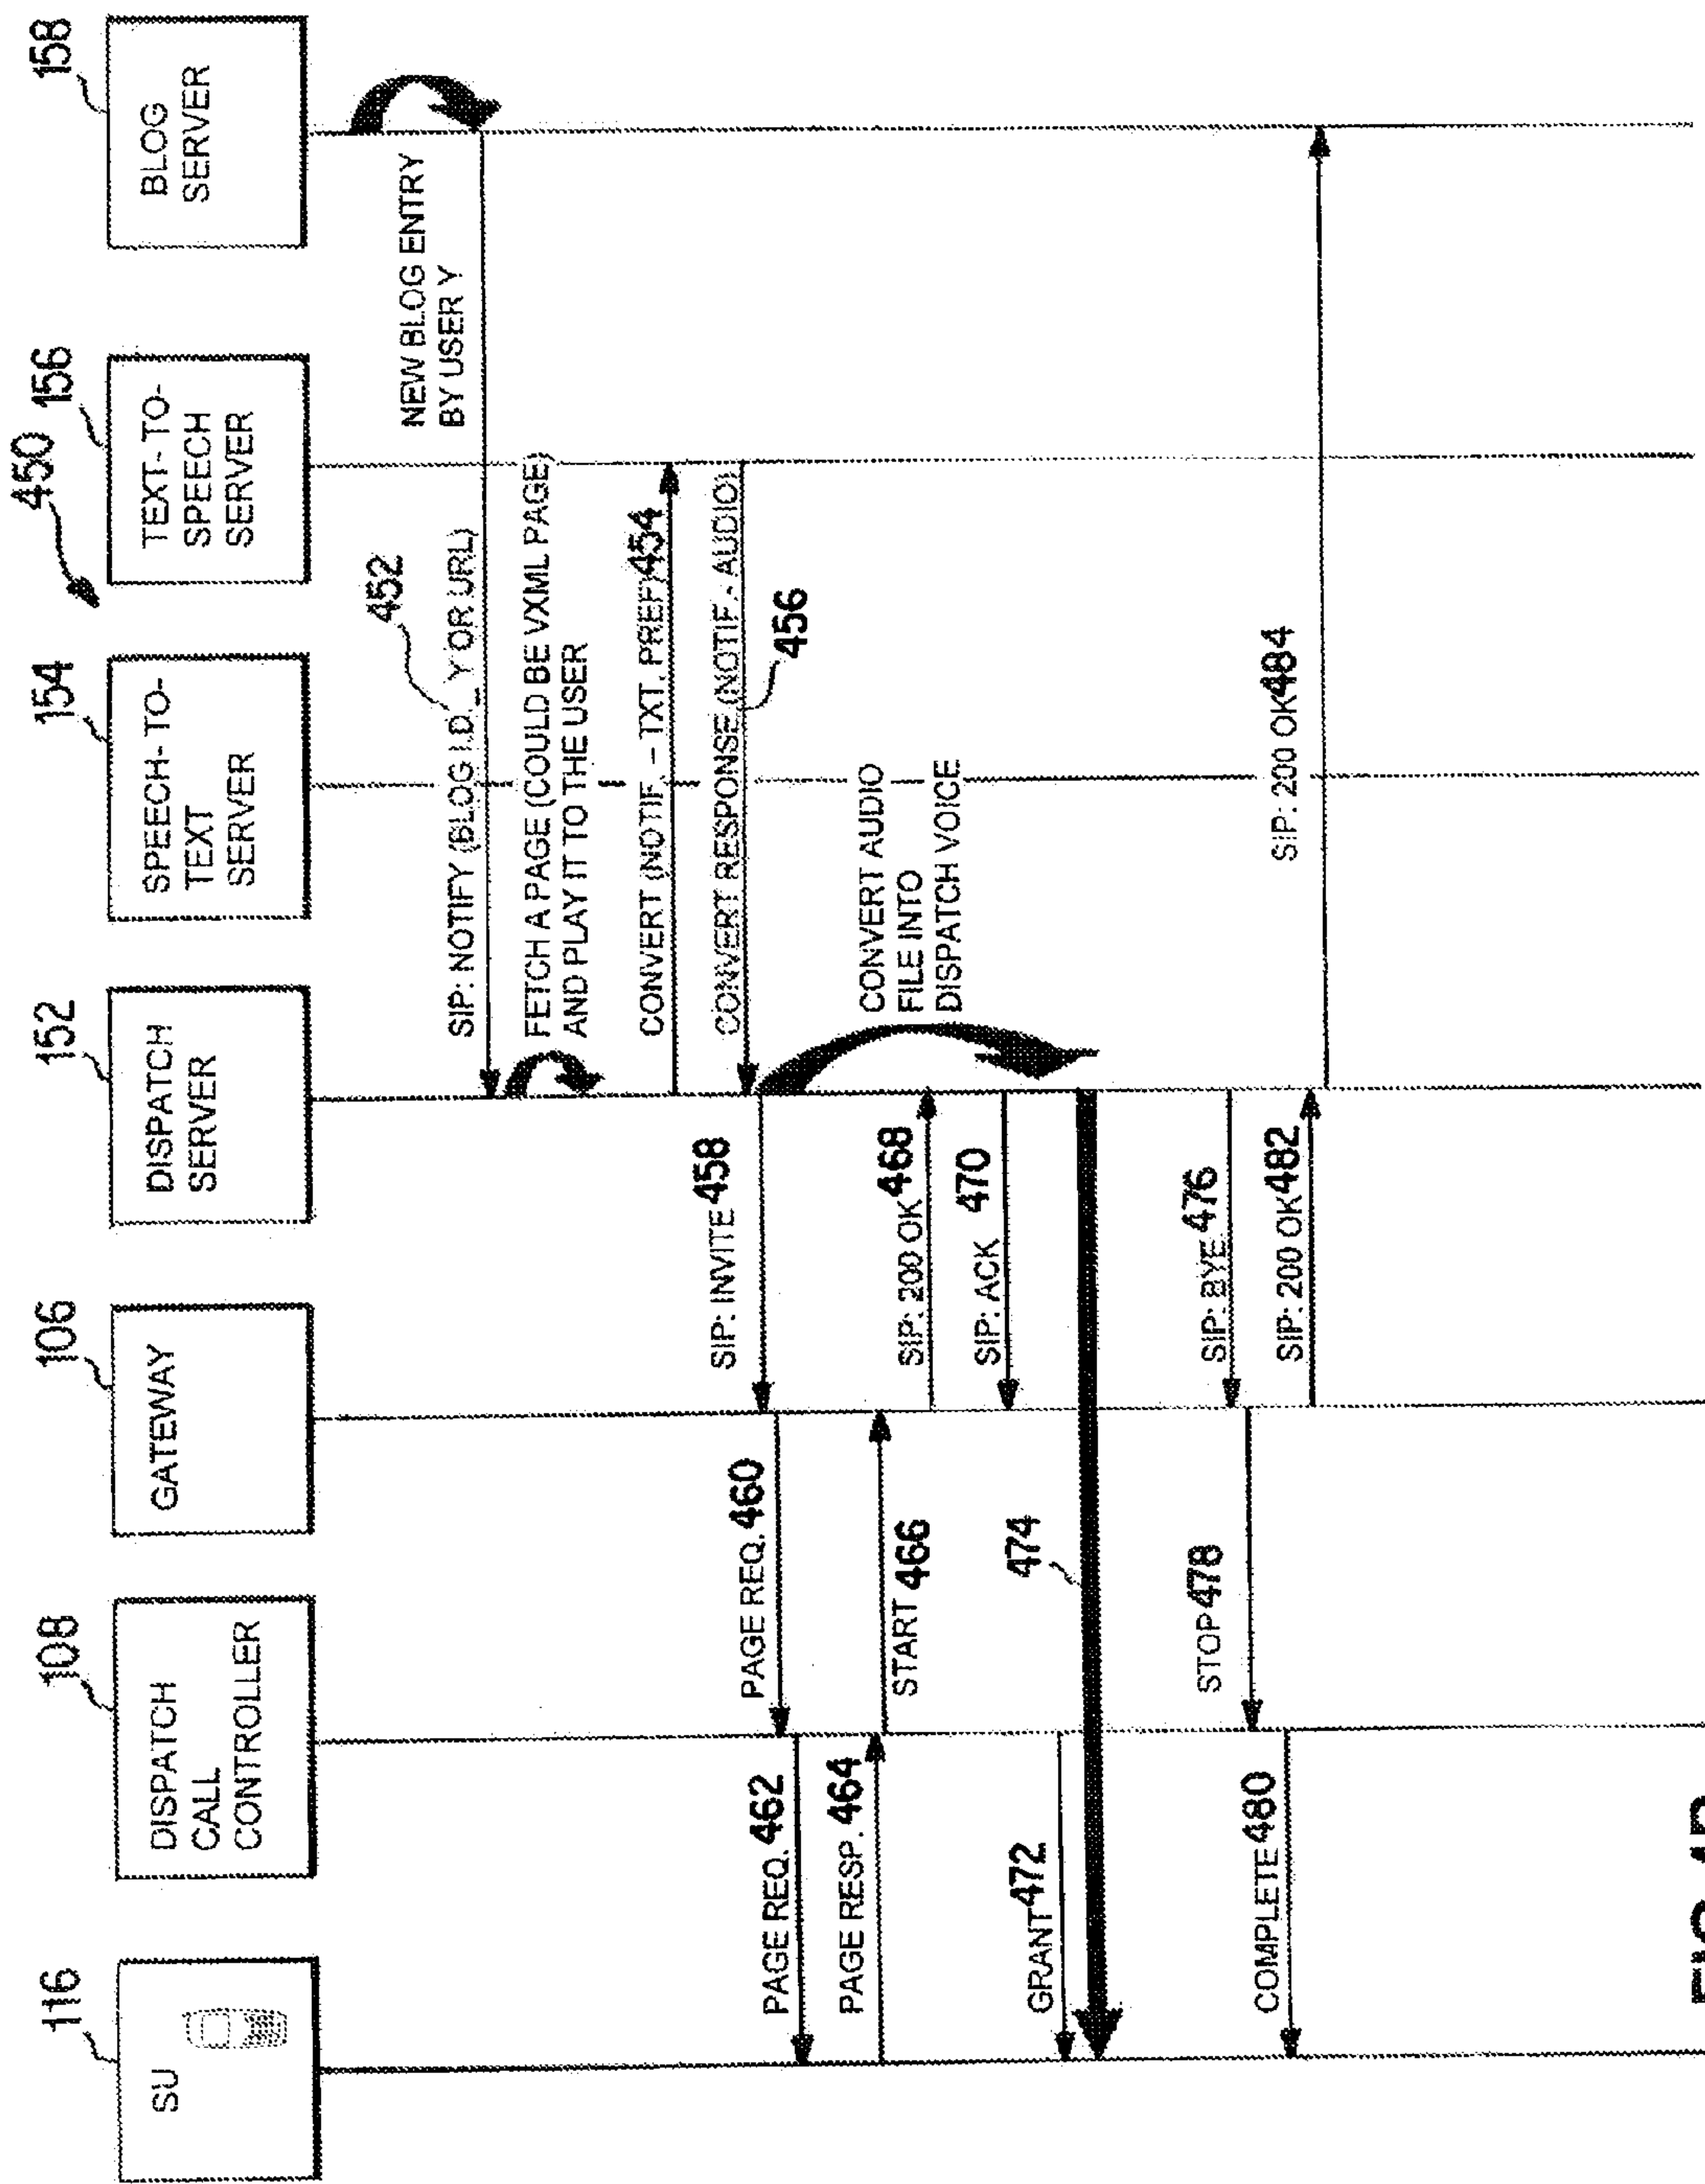 450
116
SU
108
DISPATCH
CALL
CONTROLLER
106
GATEWAY
152
DISPATCH
SERVER
154
SPEECH-TO-
TEXT
SERVER
156
TEXT-TO-
SPEECH
SERVER
158
BLOG
SERVER
NEW BLOG ENTRY
BY USER Y
452
SIP: NOTIFY (BLOG I.D._Y OR URL)
FETCH A PAGE (COULD BE VXML PAGE)
AND PLAY IT TO THE USER
CONVERT (NOTIF - TXT. PREF) 454
CONVERT RESPONSE (NOTIF.- AUDIO)
456
SIP: INVITE 458
PAGE REQ. 460
PAGE REQ. 462
PAGE RESP. 464
START 466
SIP: 200 OK 468
CONVERT AUDIO
FILE INTO
DISPATCH VOICE
SIP: ACK 470
GRANT 472
474
SIP: BYE 476
STOP 478
COMPLETE 480
SIP: 200 OK 482
SIP: 200 OK 484